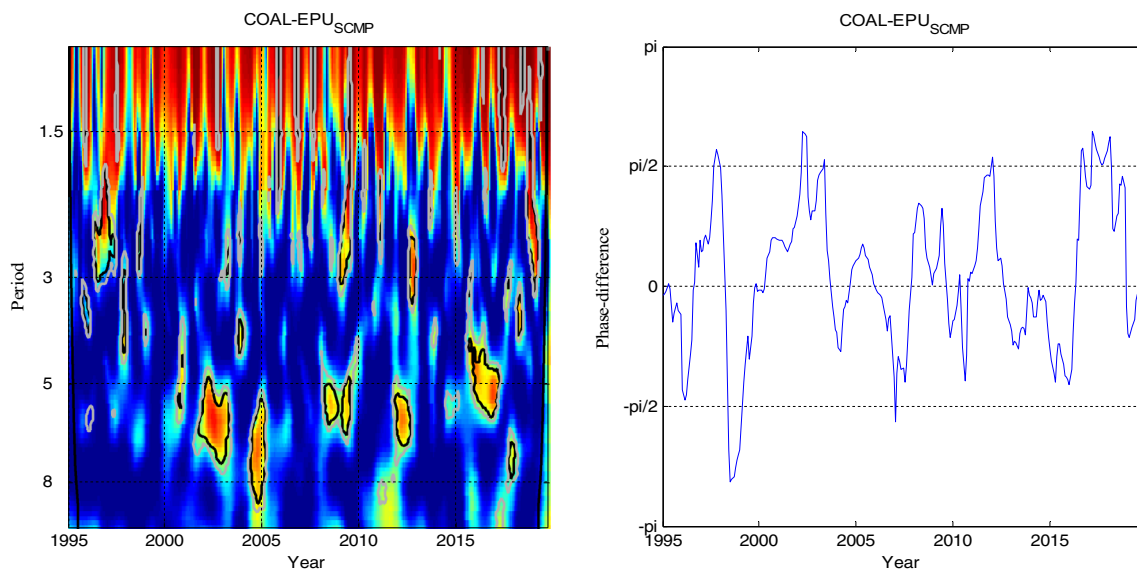 COAL-EPU_SCMP
Period
1.5
3
5
8
1995 2000 2005 2010 2015
Year
COAL-EPU_SCMP
Phase-difference
pi
pi/2
0
-pi/2
-pi
1995 2000 2005 2010 2015
Year